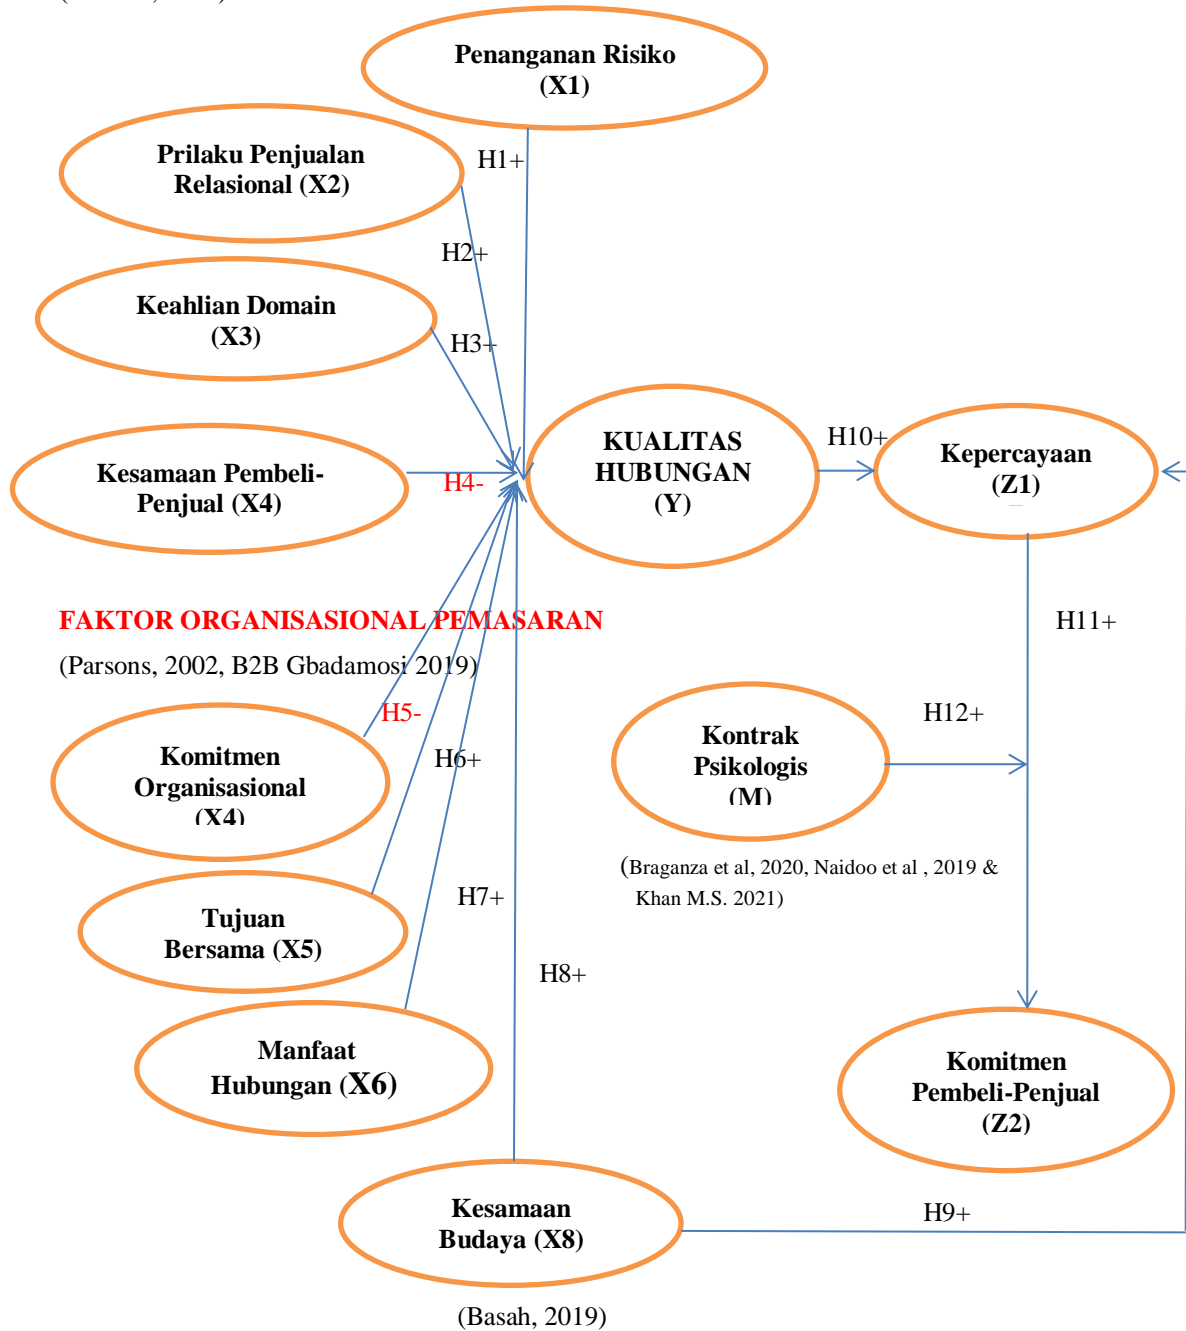 Penanganan Risiko
(X1)
Prilaku Penjualan
Relasional (X2)
H1+
H2+
Keahlian Domain
(X3)
H3+
KUALITAS
HUBUNGAN
(Y)
H10+
Kepercayaan
(Z1)
Kesamaan Pembeli-
Penjual (X4)
H4-
FAKTOR ORGANISASIONAL PEMASARAN
H11+
(Parsons, 2002, B2B Gbadamosi 2019)
H5-
H12+
Komitmen
Organisasional
(X4)
H6+
Kontrak
Psikologis
(M)
(Braganza et al, 2020, Naidoo et al , 2019 &
Khan M.S. 2021)
H7+
Tujuan
Bersama (X5)
H8+
Manfaat
Hubungan (X6)
Komitmen
Pembeli-Penjual
(Z2)
Kesamaan
Budaya (X8)
H9+
(Basah, 2019)